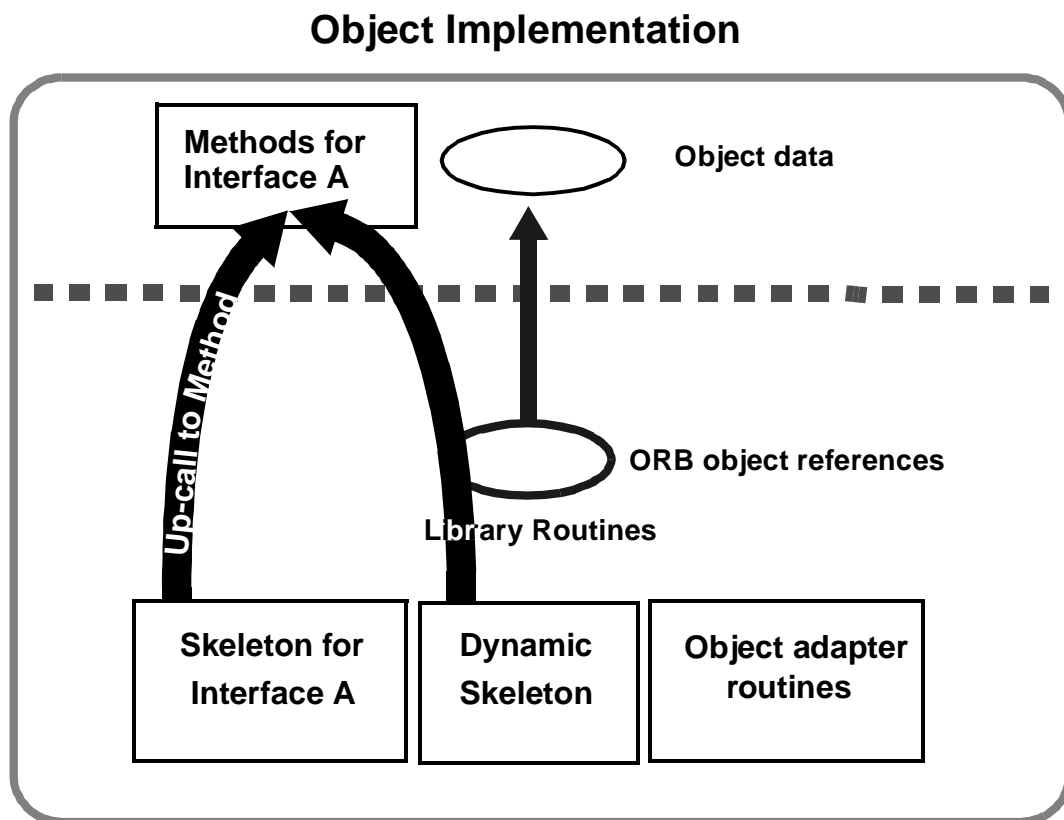 Object Implementation
Methods for
Interface A
Object data
Up-call to Method
ORB object references
Library Routines
Skeleton for
Interface A
Dynamic
Skeleton
Object adapter
routines